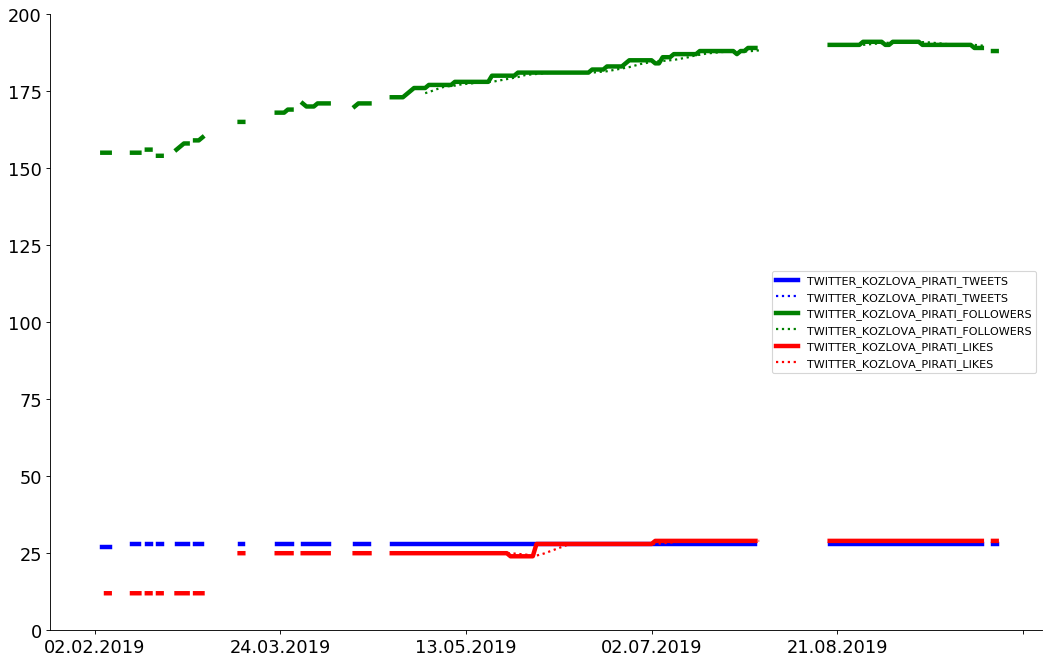 200
175
150
125
100
75
50
25
0
TWITTER_KOZLOVA_PIRATI_TWEETS
TWITTER_KOZLOVA_PIRATI_TWEETS
TWITTER_KOZLOVA_PIRATI_FOLLOWERS
TWITTER_KOZLOVA_PIRATI_FOLLOWERS
TWITTER_KOZLOVA_PIRATI_LIKES
TWITTER_KOZLOVA_PIRATI_LIKES
02.02.2019 24.03.2019 13.05.2019 02.07.2019 21.08.2019